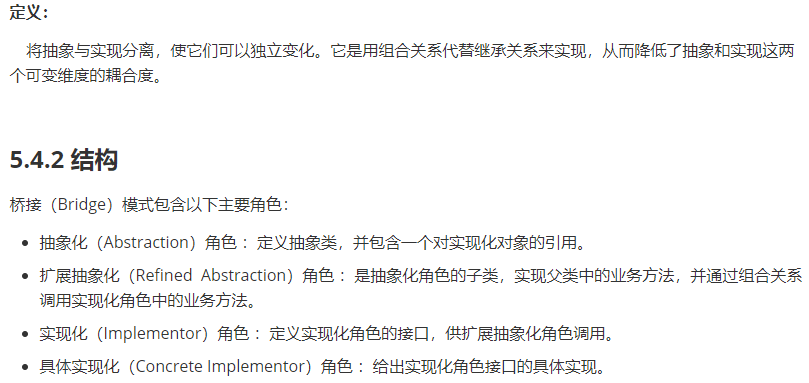 定义：
将抽象与实现分离，使它们可以独立变化。它是用组合关系代替继承关系来实现，从而降低了抽象和实现这两
个可变维度的耦合度。
5.4.2 结构
桥接（Bridge）模式包含以下主要角色：
抽象化（Abstraction）角色 ：定义抽象类，并包含一个对实现化对象的引用。
扩展抽象化（Refined Abstraction）角色 ：是抽象化角色的子类，实现父类中的业务方法，并通过组合关系
调用实现化角色中的业务方法。
实现化（Implementor）角色 ：定义实现化角色的接口，供扩展抽象化角色调用。
具体实现化（Concrete Implementor）角色 ：给出实现化角色接口的具体实现。